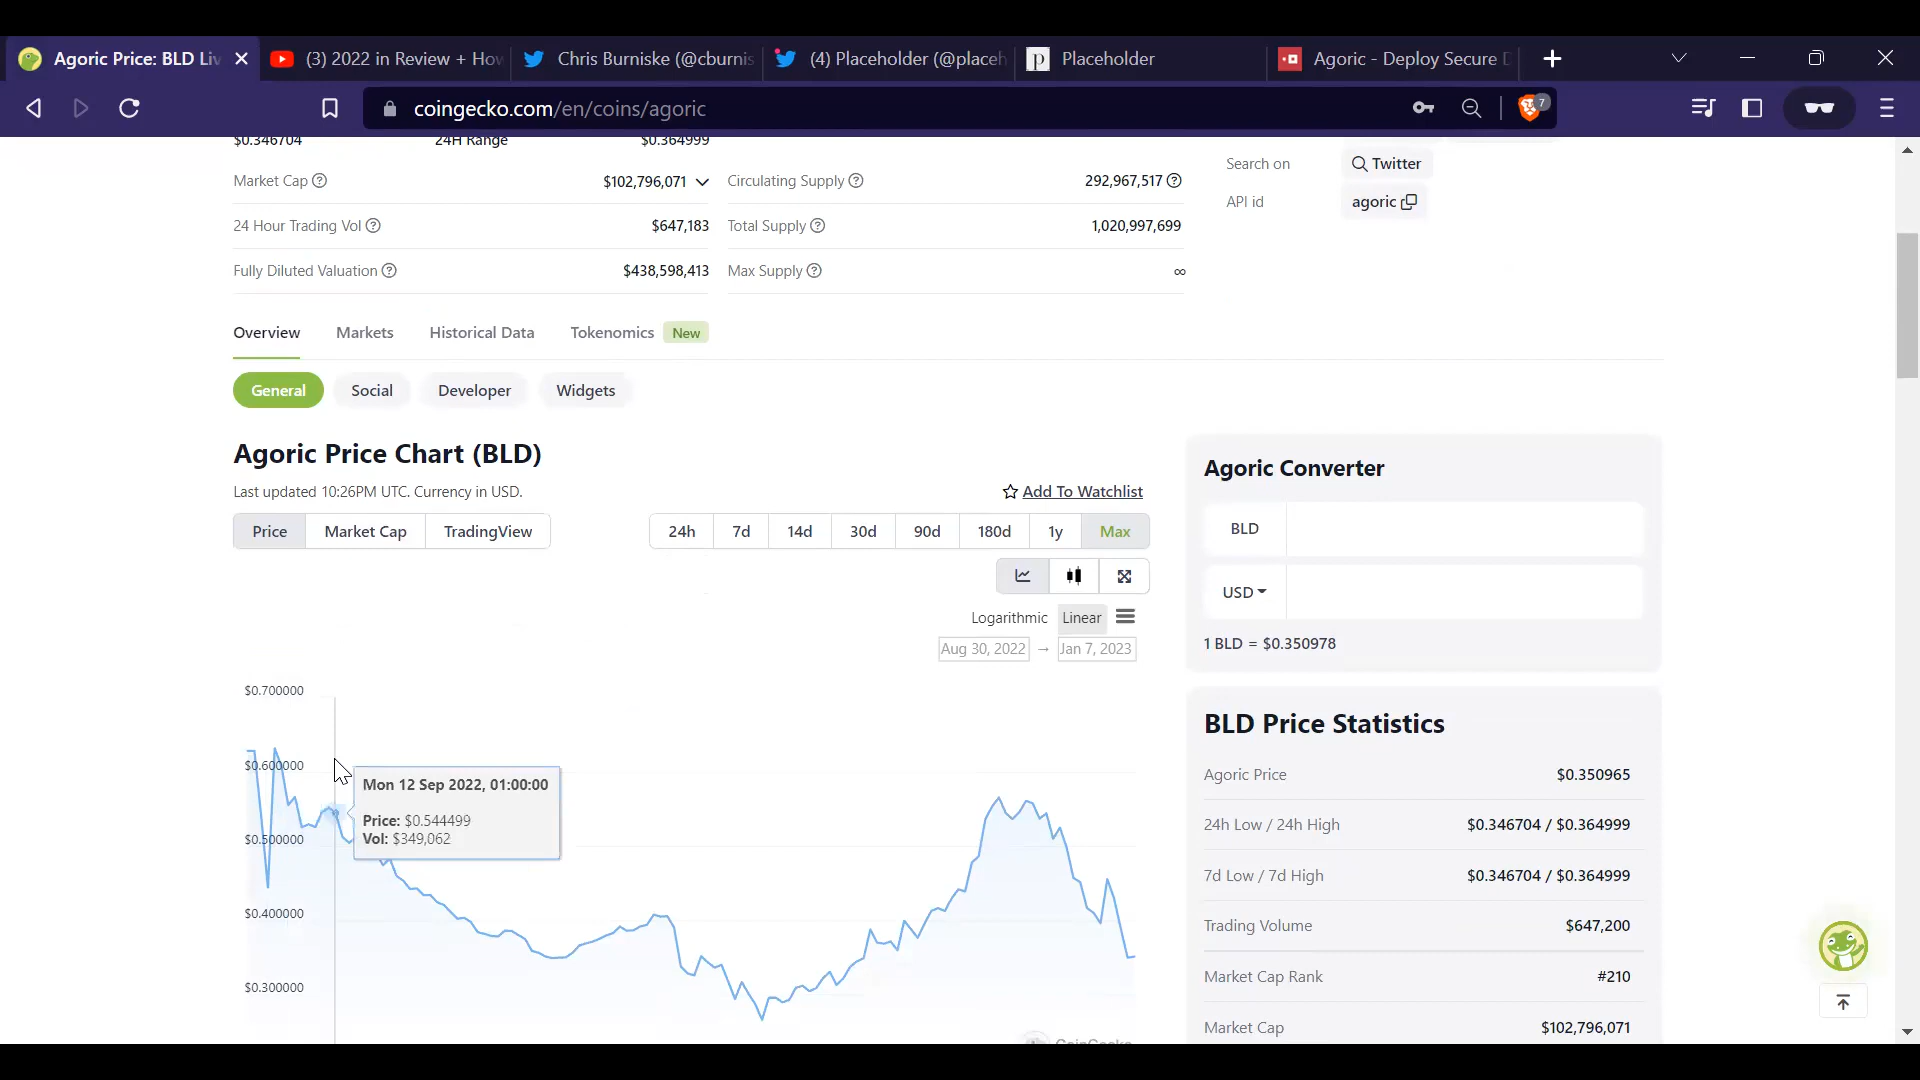 Agoric Price: BLD Liv
(3) 2022 in Review + How
Chris Burniske (@cburnis
(4) Placeholder (@placeh
Placeholder
Agoric - Deploy Secure D
coingecko.com/en/coins/agoric
7
$0.346704 24H Range $0.364999
Market Cap $102,796,071
Circulating Supply 292,967,517
24 Hour Trading Vol $647,183
Total Supply 1,020,997,699
Fully Diluted Valuation $438,598,413
Max Supply ∞
Search on Twitter
API id agoric
Overview Markets Historical Data Tokenomics New
General Social Developer Widgets
Agoric Price Chart (BLD)
Last updated 10:26PM UTC. Currency in USD.
Add To Watchlist
Price Market Cap TradingView
24h 7d 14d 30d 90d 180d 1y Max
Logarithmic Linear
Aug 30, 2022 → Jan 7, 2023
$0.700000
$0.600000
$0.500000
$0.400000
$0.300000
Mon 12 Sep 2022, 01:00:00
Price: $0.544499
Vol: $349,062
CoinGecko
Agoric Converter
BLD
USD
1 BLD = $0.350978
BLD Price Statistics
Agoric Price $0.350965
24h Low / 24h High $0.346704 / $0.364999
7d Low / 7d High $0.346704 / $0.364999
Trading Volume $647,200
Market Cap Rank #210
Market Cap $102,796,071